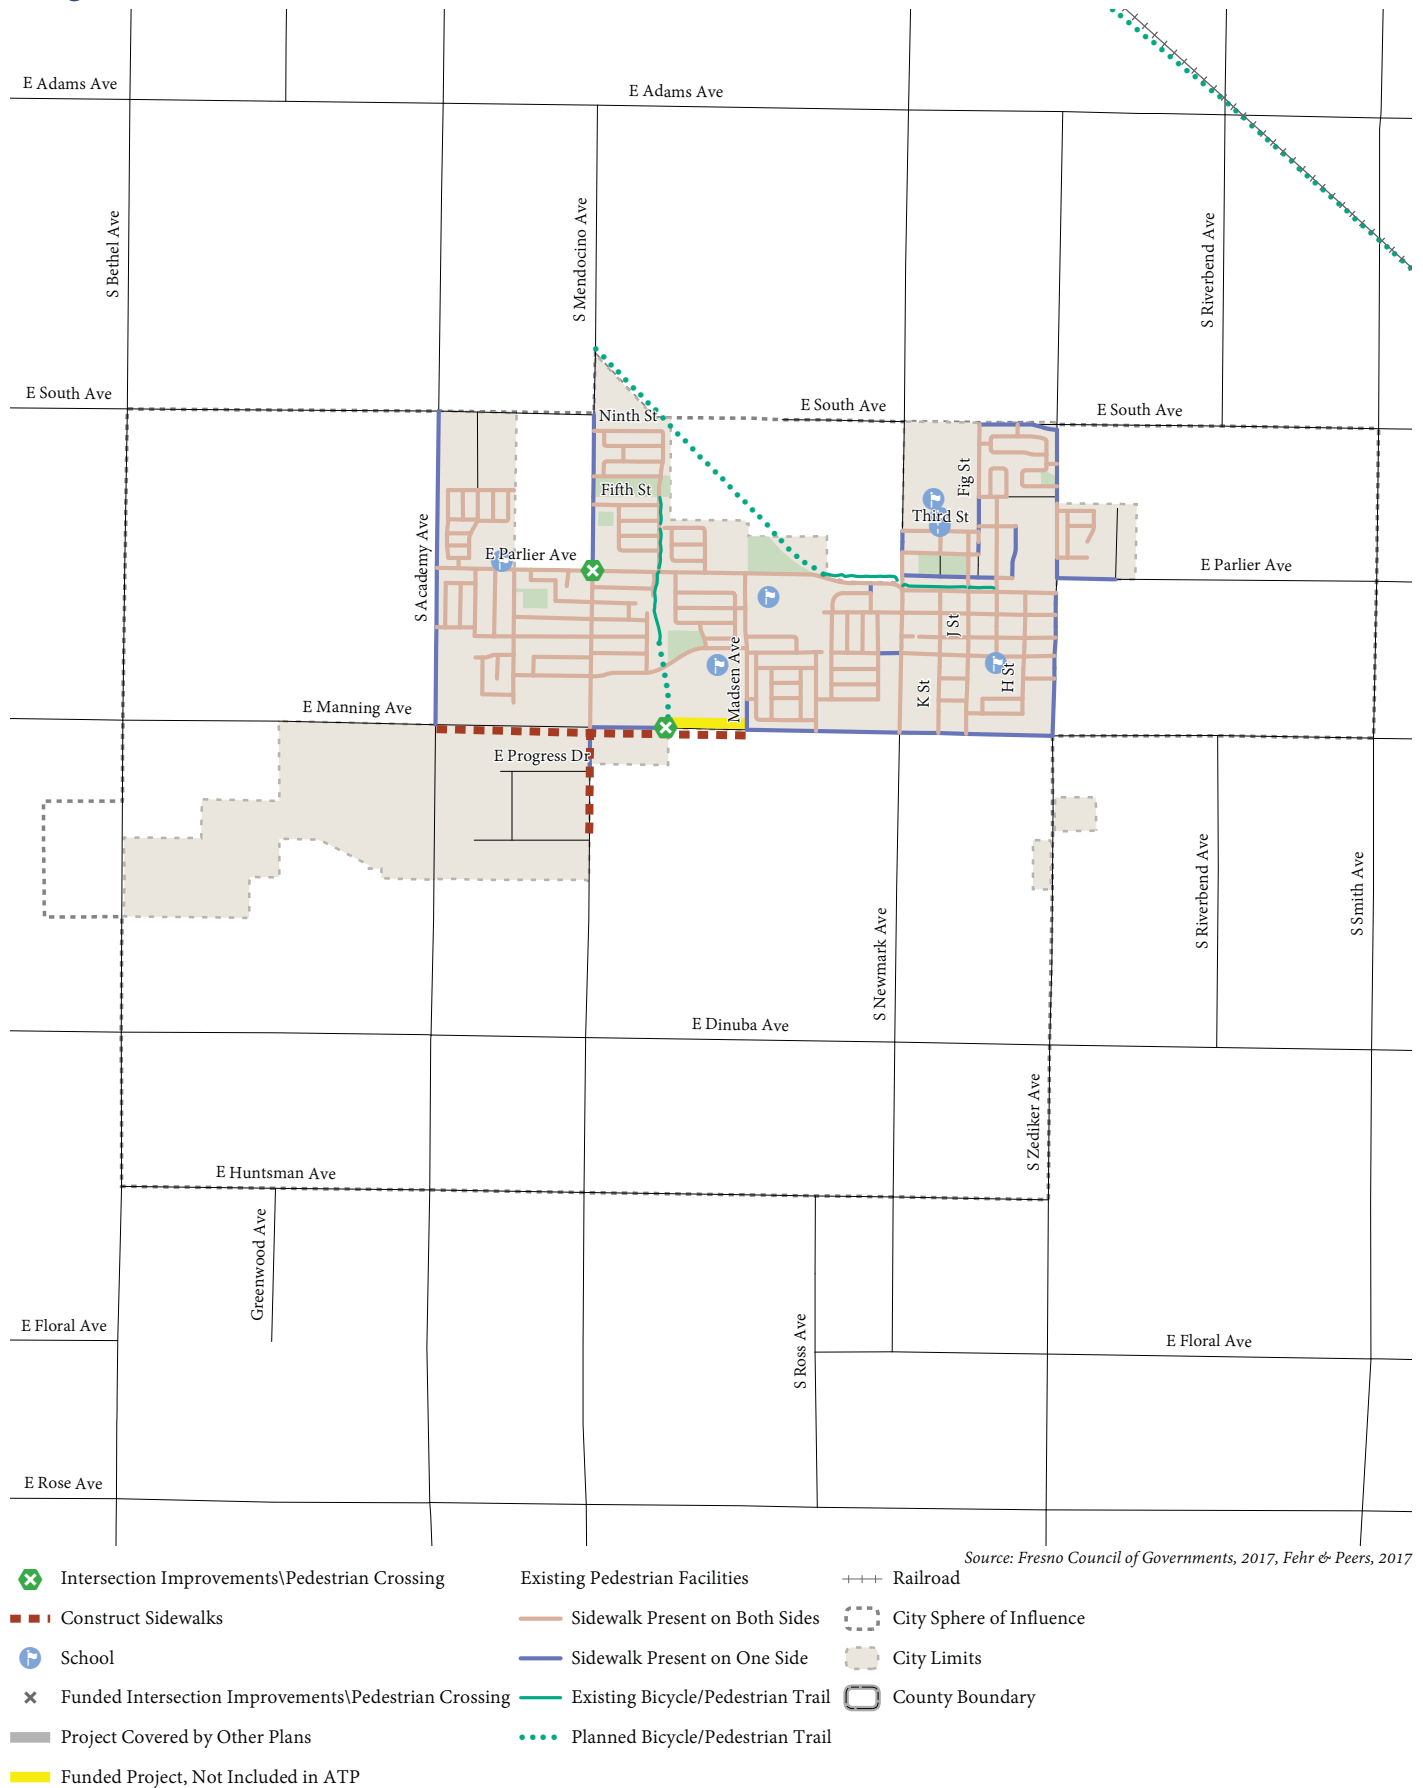 E Adams Ave
E Adams Ave
S Bethel Ave
S Mendocino Ave
S Riverbend Ave
E South Ave
E South Ave
E South Ave
Ninth St
Fig St
Fifth St
Third St
S Academy Ave
E Parlier Ave
E Parlier Ave
J St
Madsen Ave
K St
H St
E Manning Ave
E Progress Dr
S Riverbend Ave
S Smith Ave
S Newmark Ave
E Dinuba Ave
S Zediker Ave
E Huntsman Ave
Greenwood Ave
E Floral Ave
S Ross Ave
E Floral Ave
E Rose Ave
Source: Fresno Council of Governments, 2017, Fehr & Peers, 2017
Intersection Improvements\Pedestrian Crossing
Construct Sidewalks
School
Funded Intersection Improvements\Pedestrian Crossing
Project Covered by Other Plans
Funded Project, Not Included in ATP
Existing Pedestrian Facilities
Sidewalk Present on Both Sides
Sidewalk Present on One Side
Existing Bicycle/Pedestrian Trail
Planned Bicycle/Pedestrian Trail
Railroad
City Sphere of Influence
City Limits
County Boundary